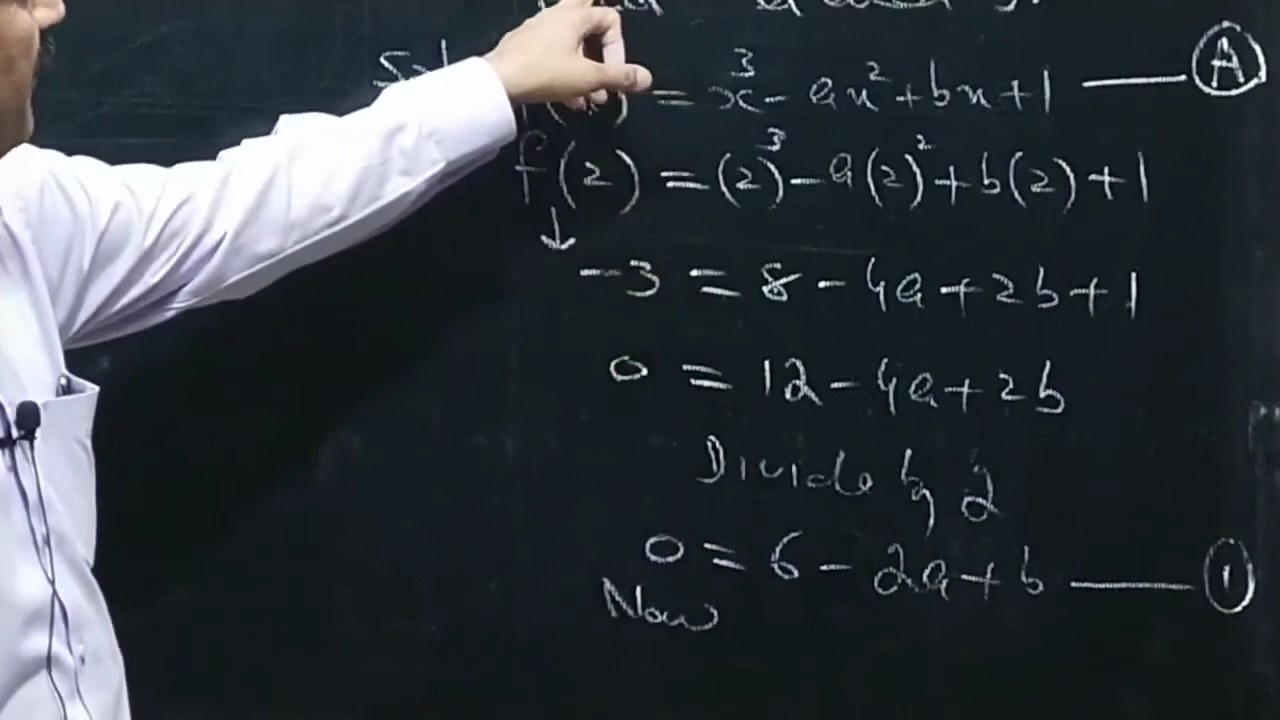 = x³ - ax² + bx + 1 —— A
f(2) = (2)³ - a(2)² + b(2) + 1
↓
-3 = 8 - 4a + 2b + 1
0 = 12 - 4a + 2b
Divide by 2
0 = 6 - 2a + b —— 1
Now